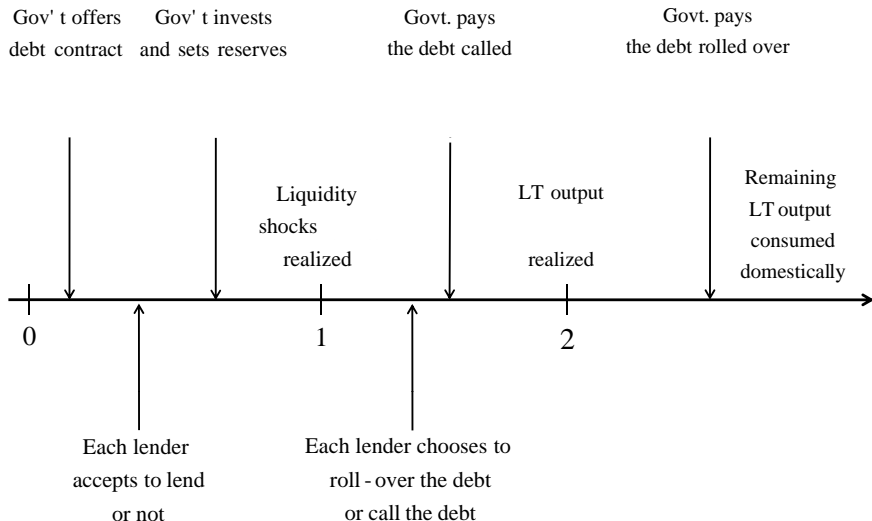 Gov' t offers
debt contract
Gov' t invests
and sets reserves
Govt. pays
the debt called
Govt. pays
the debt rolled over
Liquidity
shocks
realized
LT output
realized
Remaining
LT output
consumed
domestically
0
1
2
Each lender
accepts to lend
or not
Each lender chooses to
roll - over the debt
or call the debt